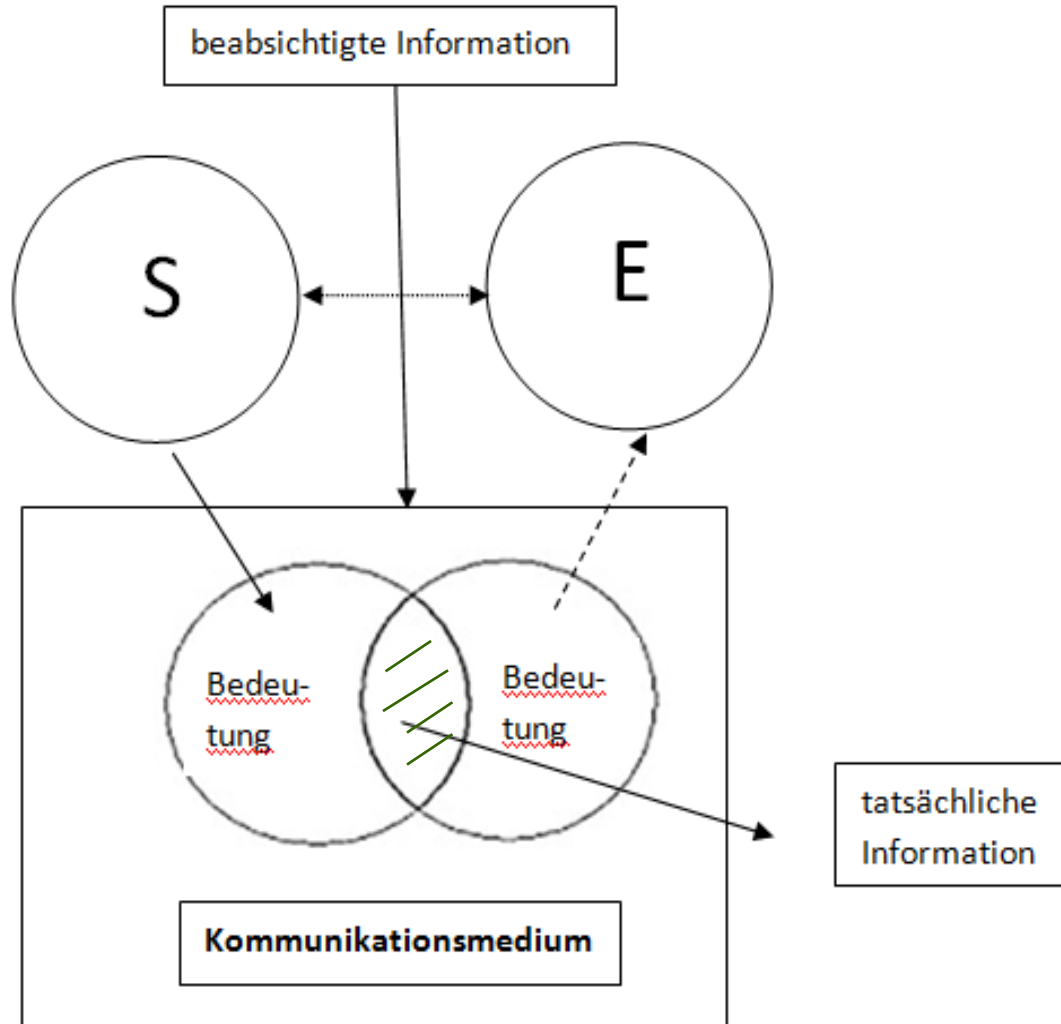 beabsichtigte Information
S
E
Bedeu-
tung
Bedeu-
tung
tatsächliche
Information
Kommunikationsmedium